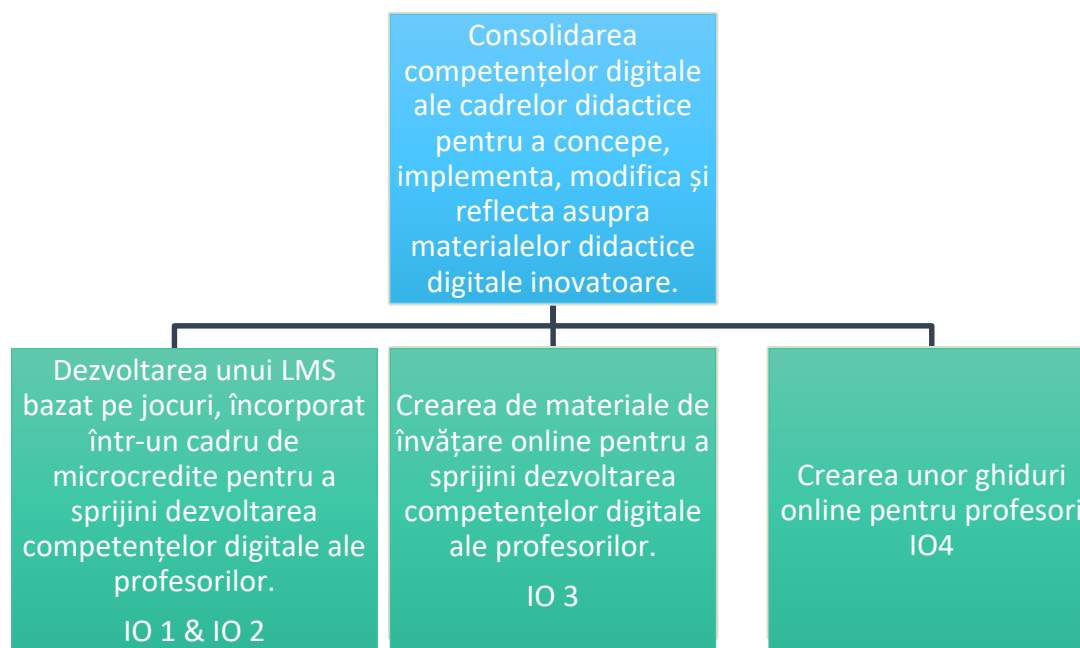 Consolidarea
competențelor digitale
ale cadrelor didactice
pentru a concepe,
implementa, modifica și
reflecta asupra
materialelor didactice
digitale inovatoare.
Dezvoltarea unui LMS
bazat pe jocuri, încorporat
într-un cadru de
microcredite pentru a
sprijini dezvoltarea
competențelor digitale ale
profesorilor.
IO 1 & IO 2
Crearea de materiale de
învățare online pentru a
sprijini dezvoltarea
competențelor digitale
ale profesorilor.
IO 3
Crearea unor ghiduri
online pentru profesori
IO4